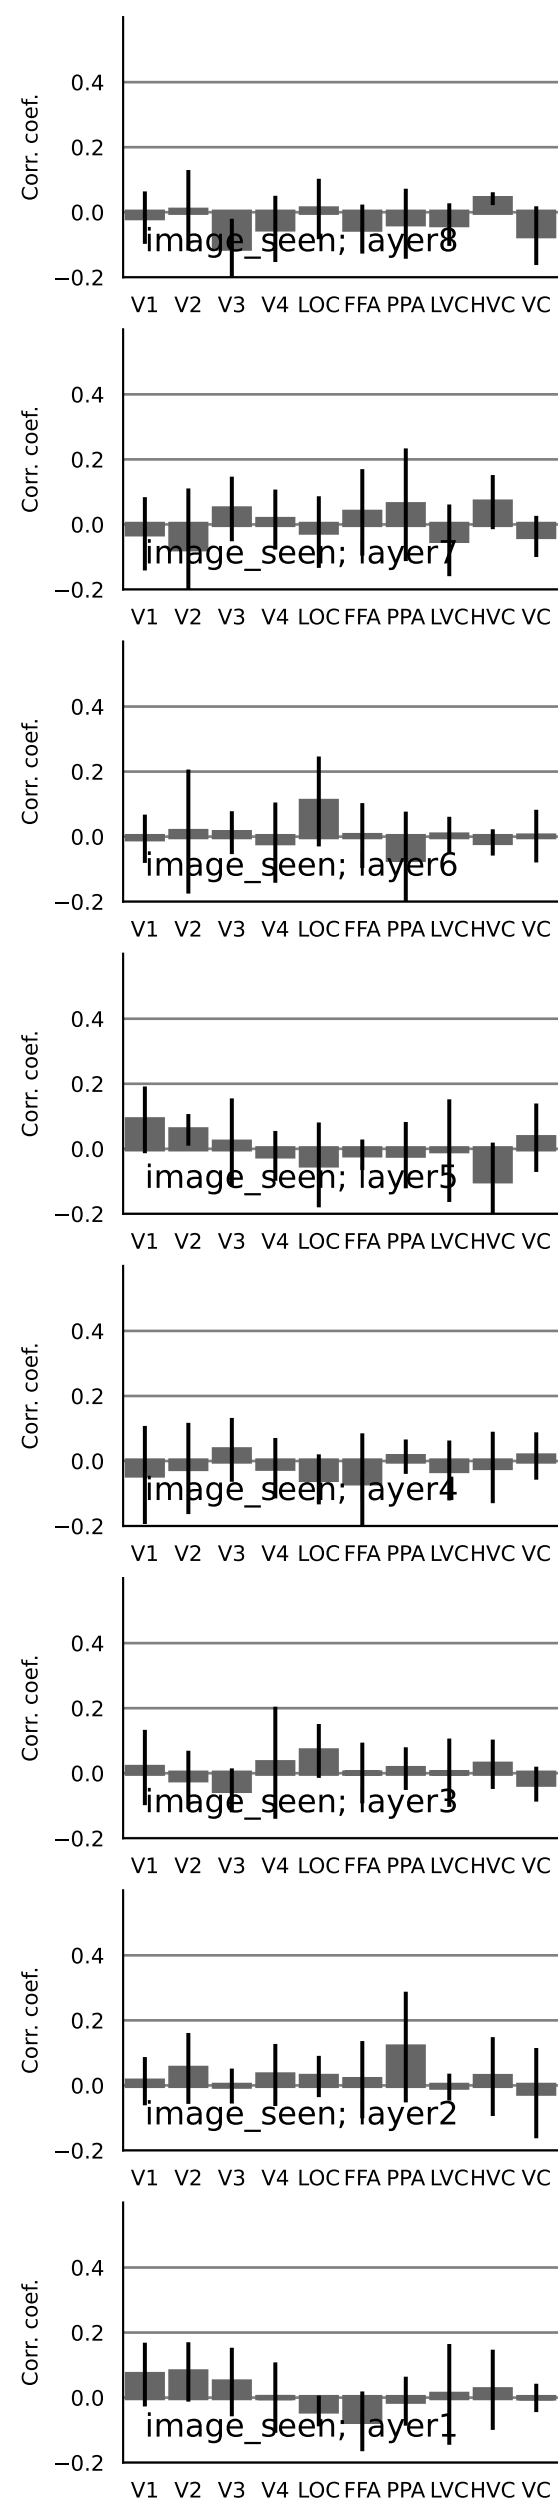 Corr. coef.
0.4
0.2
0.0
−0.2
image_seen; layer8
V1 V2 V3 V4 LOC FFA PPA LVC HVC VC
Corr. coef.
0.4
0.2
0.0
−0.2
image_seen; layer7
V1 V2 V3 V4 LOC FFA PPA LVC HVC VC
Corr. coef.
0.4
0.2
0.0
−0.2
image_seen; layer6
V1 V2 V3 V4 LOC FFA PPA LVC HVC VC
Corr. coef.
0.4
0.2
0.0
−0.2
image_seen; layer5
V1 V2 V3 V4 LOC FFA PPA LVC HVC VC
Corr. coef.
0.4
0.2
0.0
−0.2
image_seen; layer4
V1 V2 V3 V4 LOC FFA PPA LVC HVC VC
Corr. coef.
0.4
0.2
0.0
−0.2
image_seen; layer3
V1 V2 V3 V4 LOC FFA PPA LVC HVC VC
Corr. coef.
0.4
0.2
0.0
−0.2
image_seen; layer2
V1 V2 V3 V4 LOC FFA PPA LVC HVC VC
Corr. coef.
0.4
0.2
0.0
−0.2
image_seen; layer1
V1 V2 V3 V4 LOC FFA PPA LVC HVC VC